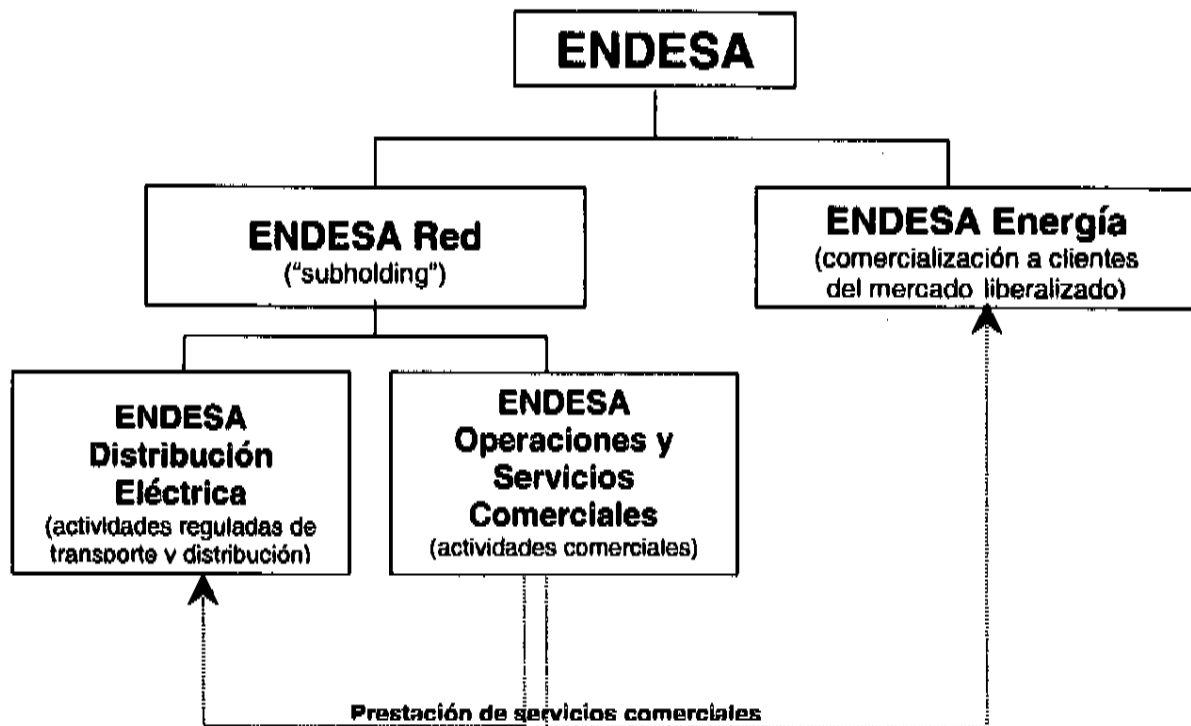 ENDESA
ENDESA Red
("subholding")
ENDESA Energía
(comercialización a clientes
del mercado liberalizado)
ENDESA
Distribución
Eléctrica
(actividades reguladas de
transporte y distribución)
ENDESA
Operaciones y
Servicios
Comerciales
(actividades comerciales)
Prestación de servicios comerciales